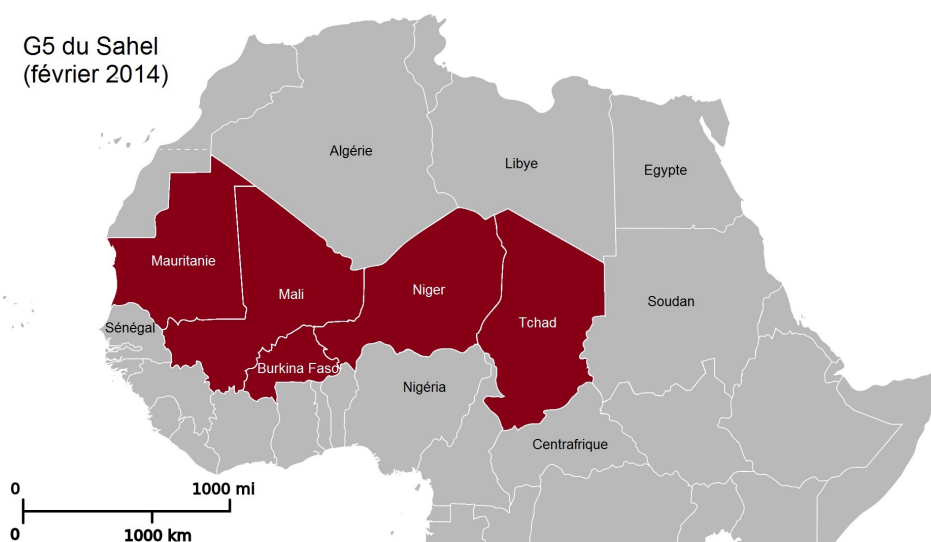 G5 du Sahel
(février 2014)
Algérie
Libye
Egypte
Mauritanie
Mali
Niger
Tchad
Soudan
Sénégal
Burkina Faso
Nigéria
Centrafrique
0 1000 mi
0 1000 km